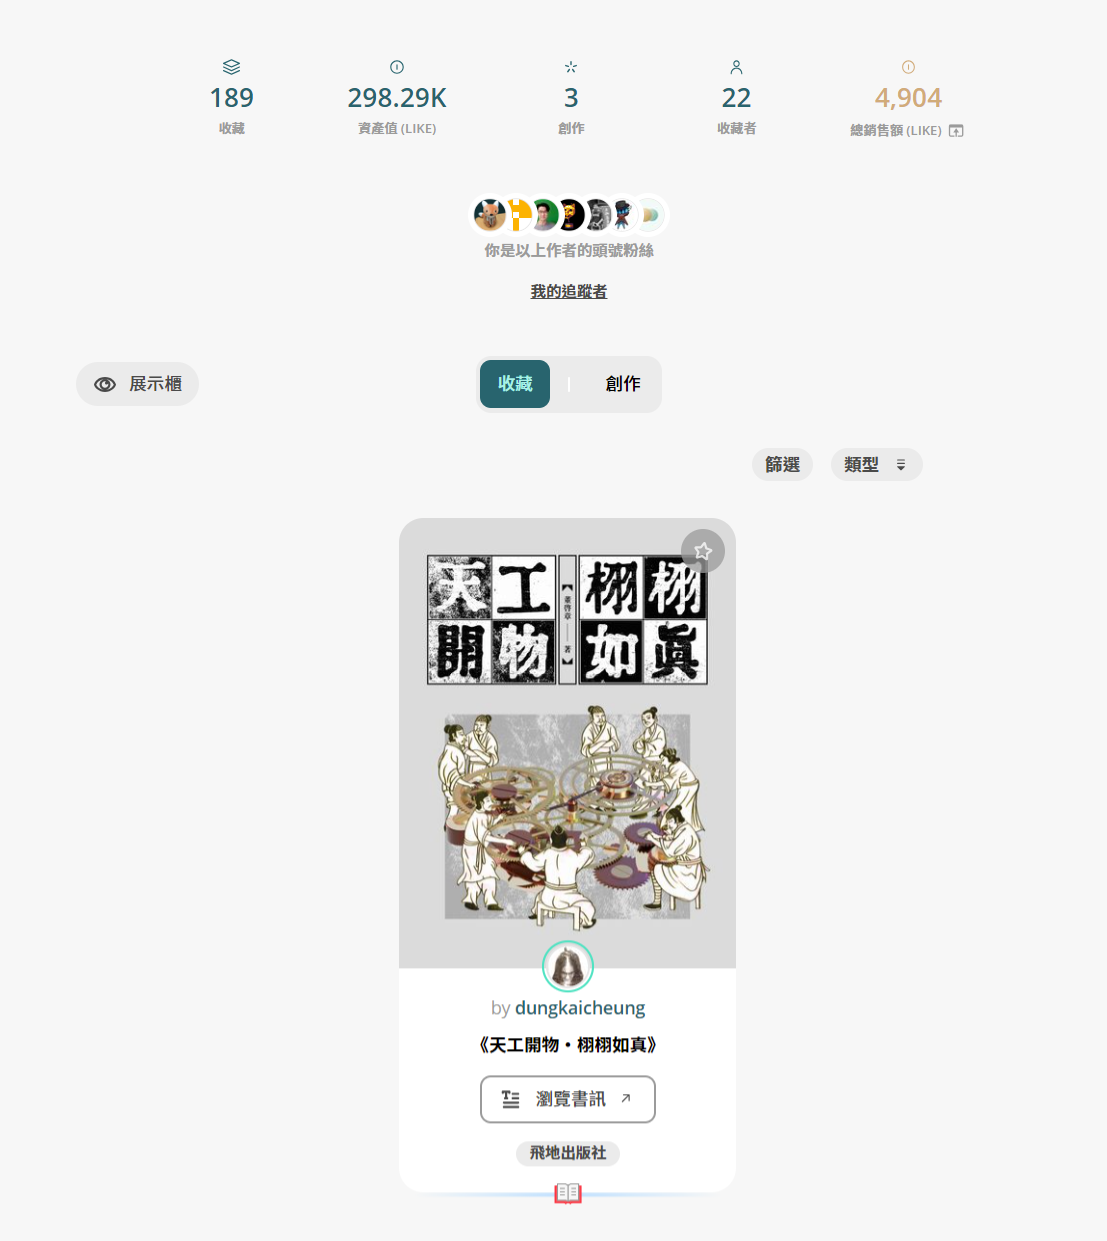 189
收藏
298.29K
資產值 (LIKE)
3
創作
22
收藏者
4,904
總銷售額 (LIKE)
你是以上作者的頭號粉絲
我的追蹤者
展示櫃
收藏
創作
篩選
類型
天工 栩栩
開物 如眞
【董啓章——著】
by dungkaicheung
《天工開物・栩栩如真》
瀏覽書訊
飛地出版社